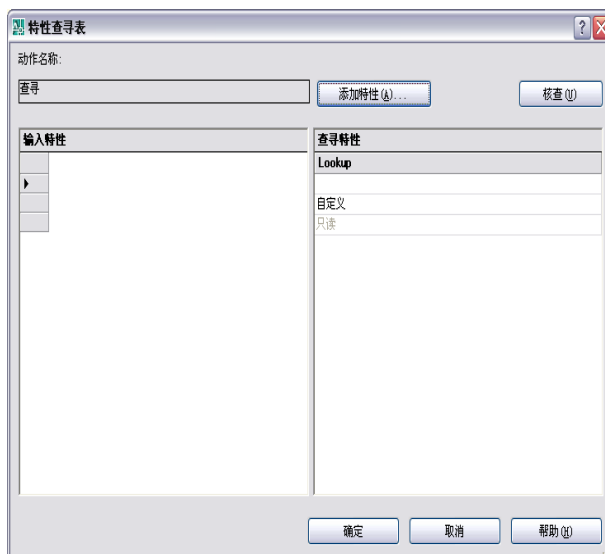 特性查寻表
动作名称:
查寻
添加特性(A)...
核查(U)
输入特性
查寻特性
Lookup
自定义
只读
确定
取消
帮助(H)